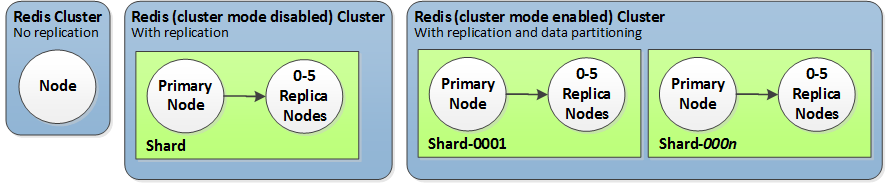 Redis Cluster
No replication
Node
Redis (cluster mode disabled) Cluster
With replication
Primary
Node
0-5
Replica
Nodes
Shard
Redis (cluster mode enabled) Cluster
With replication and data partitioning
Primary
Node
0-5
Replica
Nodes
Shard-0001
Primary
Node
0-5
Replica
Nodes
Shard-000n